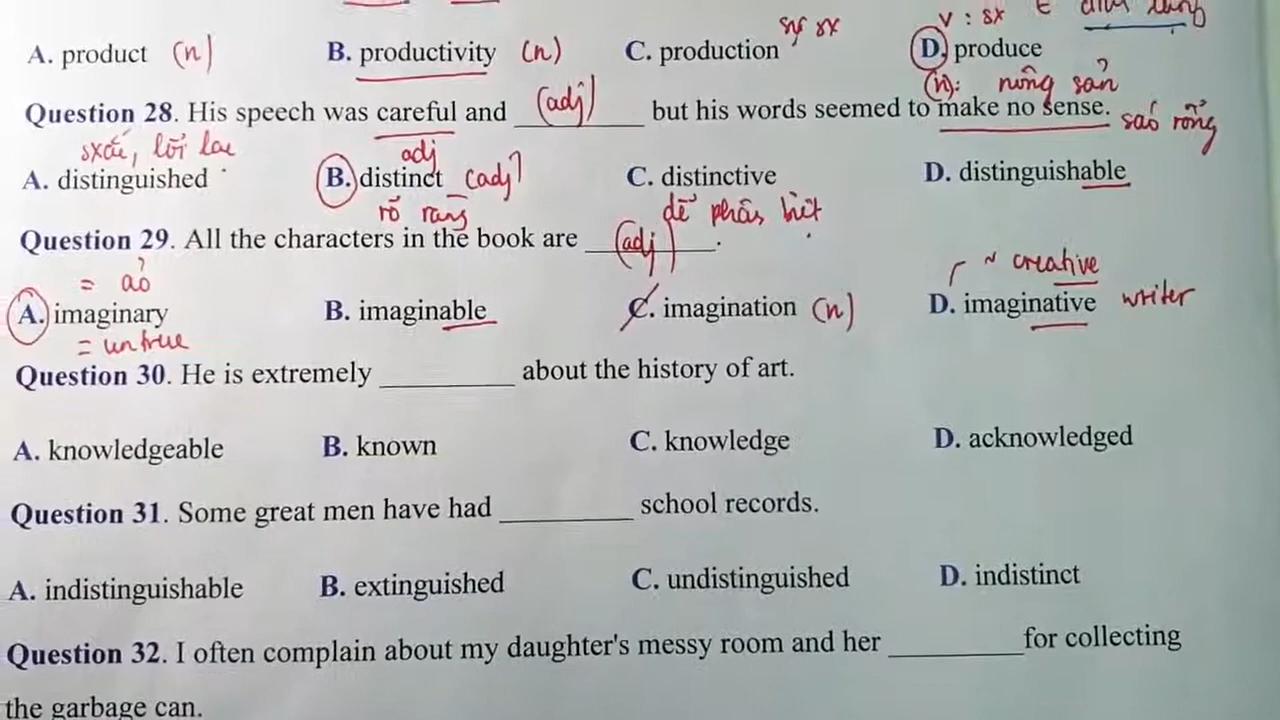 V : sx
sự sx
A. product (n) B. productivity (n) C. production D. produce
(n): nông sản
Question 28. His speech was careful and (adj) but his words seemed to make no sense.
sáo rỗng
adj
A. distinguished B. distinct (adj) C. distinctive D. distinguishable
rõ ràng
dễ phân biệt
Question 29. All the characters in the book are (adj).
= ảo
~ creative
A. imaginary B. imaginable C. imagination (n) D. imaginative writer
= untrue
Question 30. He is extremely _________ about the history of art.
A. knowledgeable B. known C. knowledge D. acknowledged
Question 31. Some great men have had _________ school records.
A. indistinguishable B. extinguished C. undistinguished D. indistinct
Question 32. I often complain about my daughter's messy room and her _________for collecting
the garbage can.